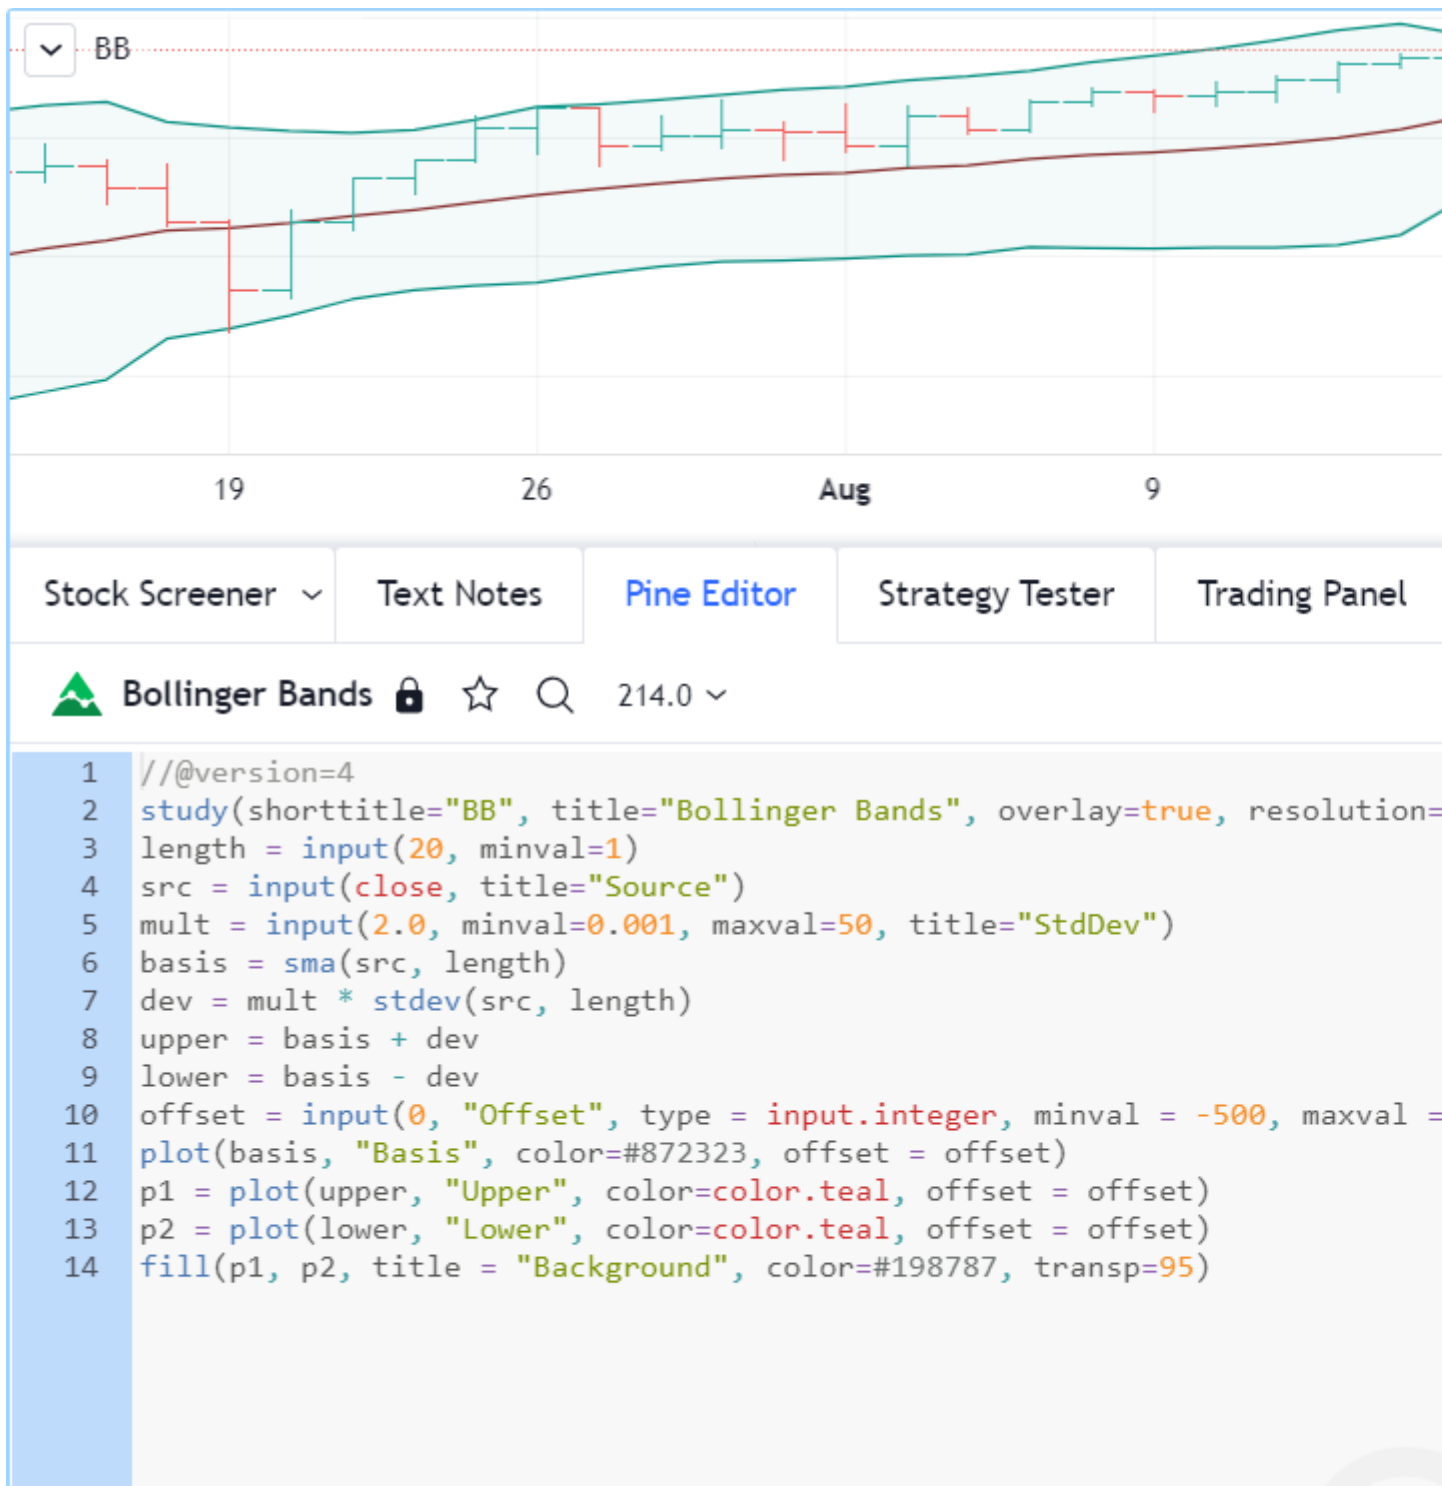 BB
19 26 Aug 9
Stock Screener Text Notes Pine Editor Strategy Tester Trading Panel
Bollinger Bands 214.0
1 //@version=4
2 study(shorttitle="BB", title="Bollinger Bands", overlay=true, resolution=
3 length = input(20, minval=1)
4 src = input(close, title="Source")
5 mult = input(2.0, minval=0.001, maxval=50, title="StdDev")
6 basis = sma(src, length)
7 dev = mult * stdev(src, length)
8 upper = basis + dev
9 lower = basis - dev
10 offset = input(0, "Offset", type = input.integer, minval = -500, maxval =
11 plot(basis, "Basis", color=#872323, offset = offset)
12 p1 = plot(upper, "Upper", color=color.teal, offset = offset)
13 p2 = plot(lower, "Lower", color=color.teal, offset = offset)
14 fill(p1, p2, title = "Background", color=#198787, transp=95)